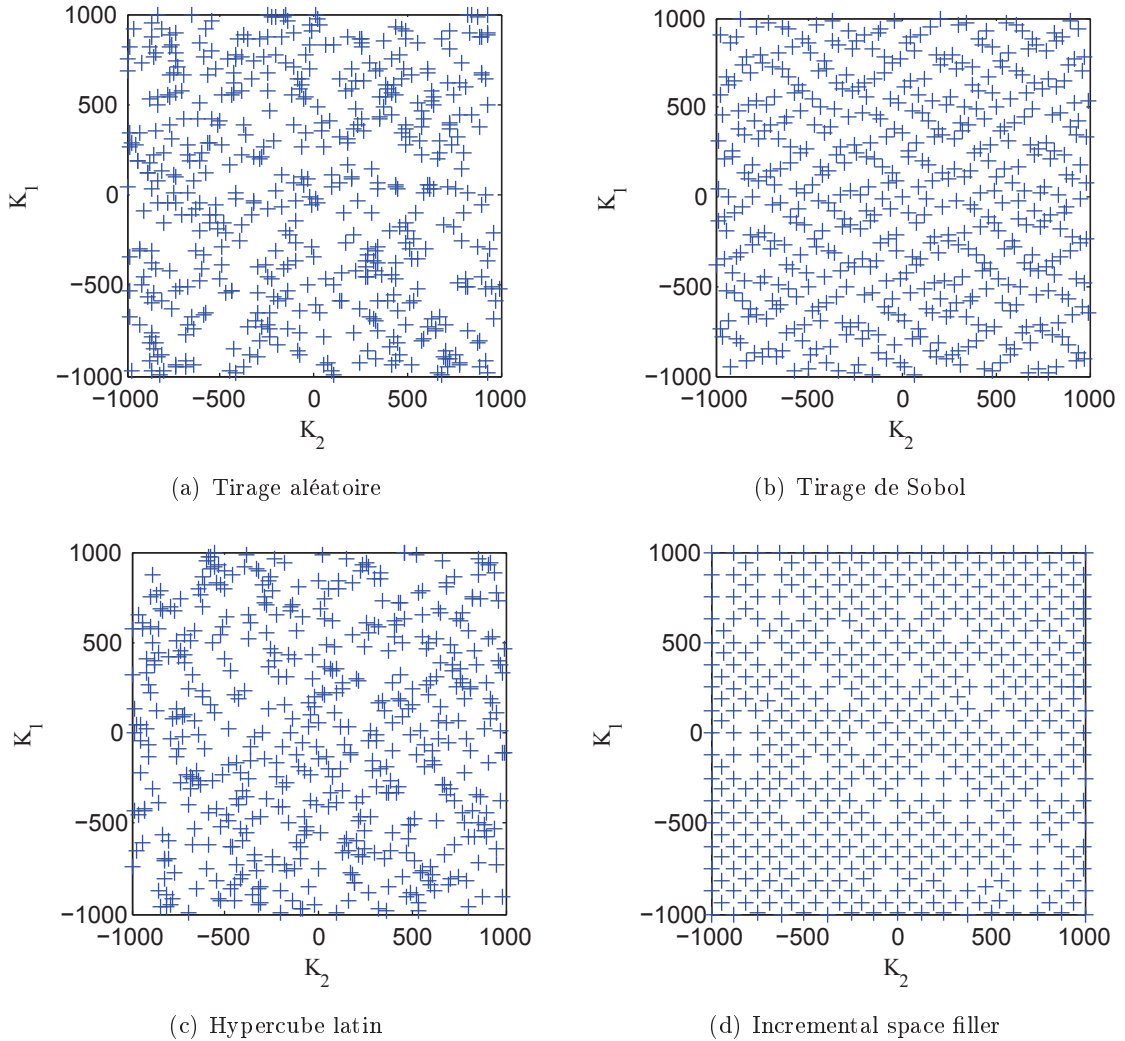 1000
500
0
−500
−1000
K1
−1000 −500 0 500 1000
K2
(a) Tirage aléatoire
1000
500
0
−500
−1000
K1
−1000 −500 0 500 1000
K2
(b) Tirage de Sobol
1000
500
0
−500
−1000
K1
−1000 −500 0 500 1000
K2
(c) Hypercube latin
1000
500
0
−500
−1000
K1
−1000 −500 0 500 1000
K2
(d) Incremental space filler